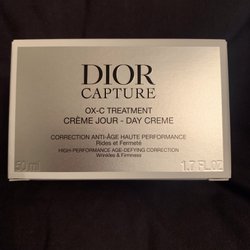 DIOR
CAPTURE
OX-C TREATMENT
CRÈME JOUR - DAY CREME
CORRECTION ANTI-ÂGE HAUTE PERFORMANCE
Rides et Fermeté
HIGH-PERFORMANCE AGE-DEFYING CORRECTION
Wrinkles & Firmness
50 ml 1.7 FL.OZ